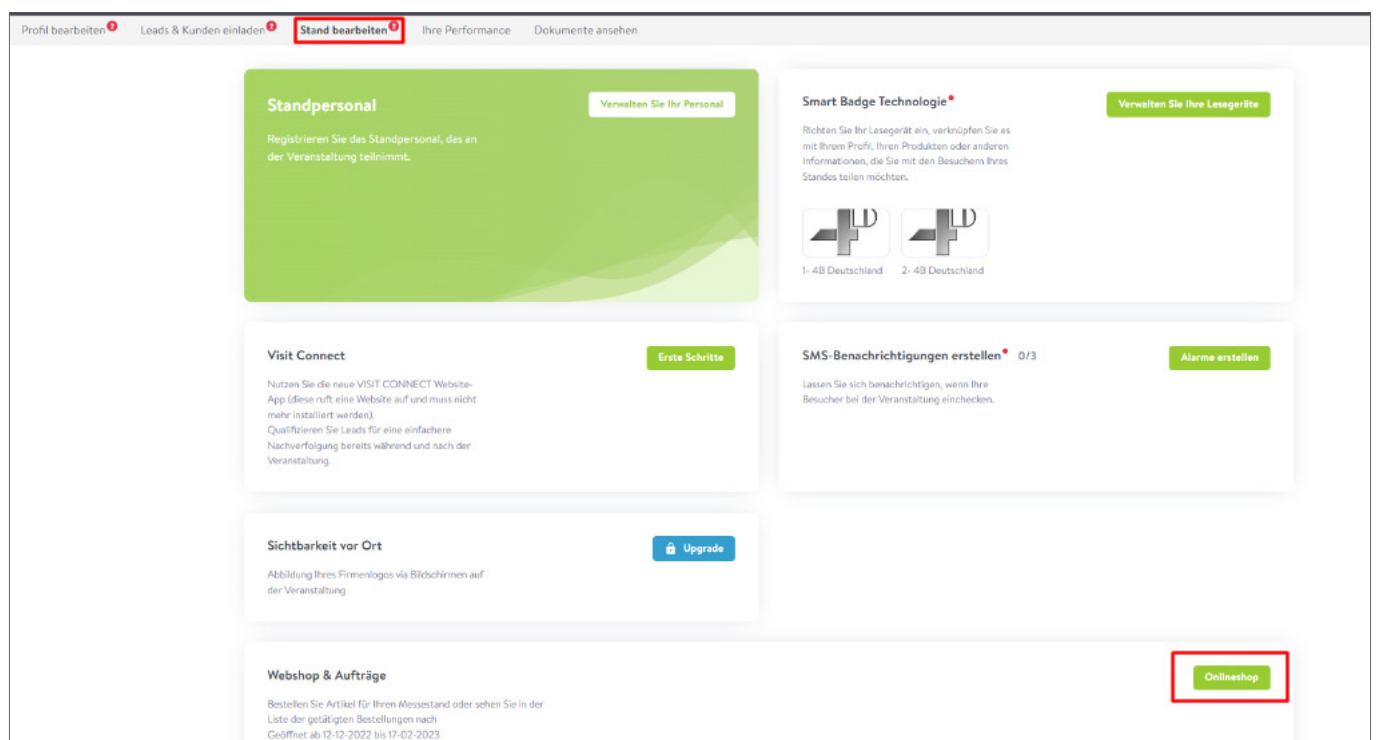 Profil bearbeiten ? Leads & Kunden einladen ? Stand bearbeiten ? Ihre Performance Dokumente ansehen
Standpersonal
Verwalten Sie Ihr Personal
Registrieren Sie das Standpersonal, das an
der Veranstaltung teilnimmt.
Smart Badge Technologie
Verwalten Sie Ihre Lesegeräte
Richten Sie Ihr Lesegerät ein, verknüpfen Sie es
mit Ihrem Profil, Ihren Produkten oder anderen
Informationen, die Sie mit den Besuchern Ihres
Standes teilen möchten.
1- 4B Deutschland 2- 4B Deutschland
Visit Connect
Erste Schritte
Nutzen Sie die neue VISIT CONNECT Website-
App (diese ruft eine Website auf und muss nicht
mehr installiert werden).
Qualifizieren Sie Leads für eine einfachere
Nachverfolgung bereits während und nach der
Veranstaltung.
SMS-Benachrichtigungen erstellen 0/3
Alarme erstellen
Lassen Sie sich benachrichtigen, wenn Ihre
Besucher bei der Veranstaltung einchecken.
Sichtbarkeit vor Ort
Upgrade
Abbildung Ihres Firmenlogos via Bildschirmen auf
der Veranstaltung
Webshop & Aufträge
Onlineshop
Bestellen Sie Artikel für Ihren Messestand oder sehen Sie in der
Liste der getätigten Bestellungen nach
Geöffnet ab 12-12-2022 bis 17-02-2023